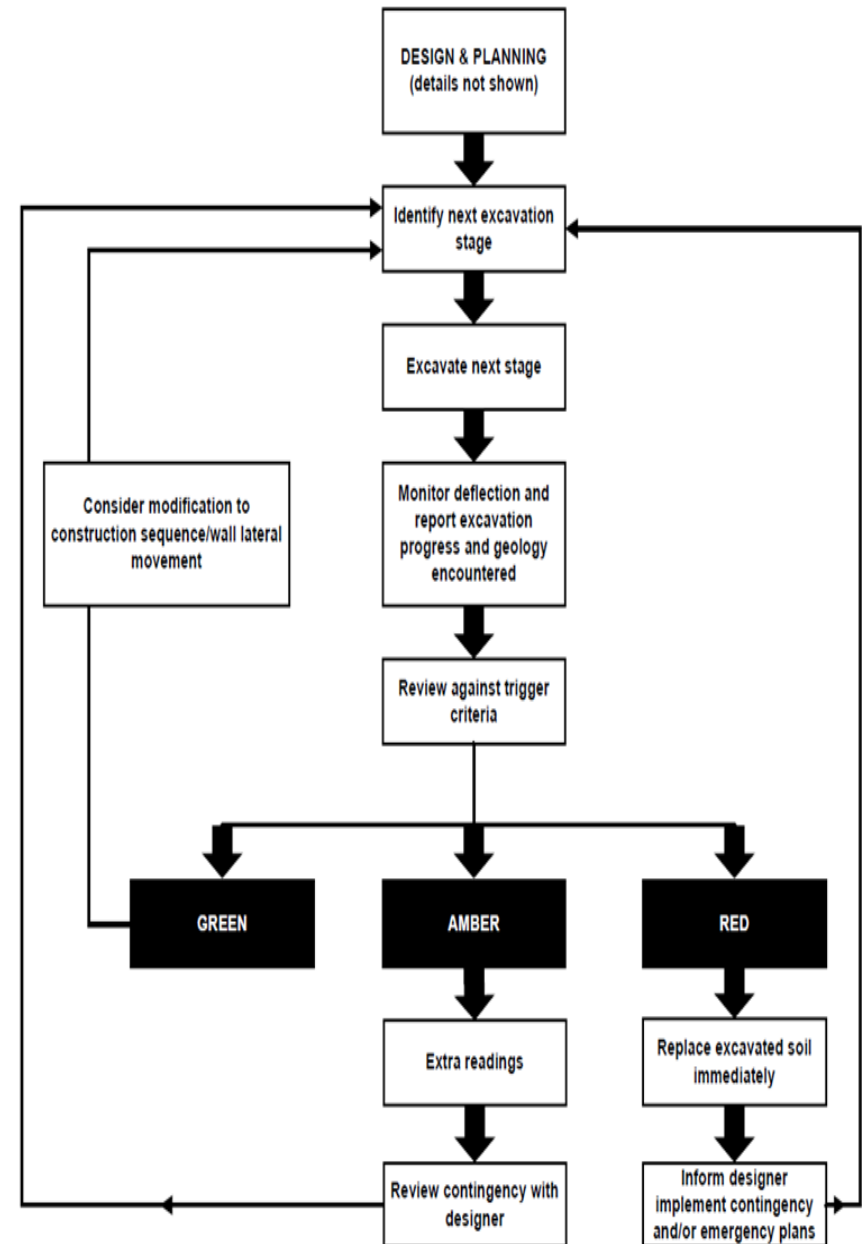 DESIGN & PLANNING
(details not shown)
Identify next excavation
stage
Excavate next stage
Consider modification to
construction sequence/wall lateral
movement
Monitor deflection and
report excavation
progress and geology
encountered
Review against trigger
criteria
GREEN
AMBER
RED
Extra readings
Replace excavated soil
immediately
Review contingency with
designer
Inform designer
implement contingency
and/or emergency plans